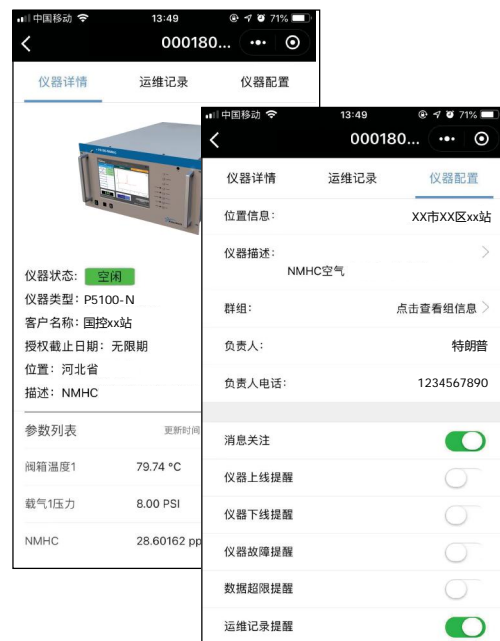 中国移动 13:49 71%
000180...
仪器详情 运维记录 仪器配置
仪器状态: 空闲
仪器类型: P5100-N
客户名称: 国控xx站
授权截止日期: 无限期
位置: 河北省
描述: NMHC
参数列表 更新时间
阀箱温度1 79.74 °C
载气1压力 8.00 PSI
NMHC 28.60162 pp
中国移动 13:49 71%
000180...
仪器详情 运维记录 仪器配置
位置信息: XX市XX区xx站
仪器描述:
NMHC空气
群组: 点击查看组信息
负责人: 特朗普
负责人电话: 1234567890
消息关注
仪器上线提醒
仪器下线提醒
仪器故障提醒
数据超限提醒
运维记录提醒